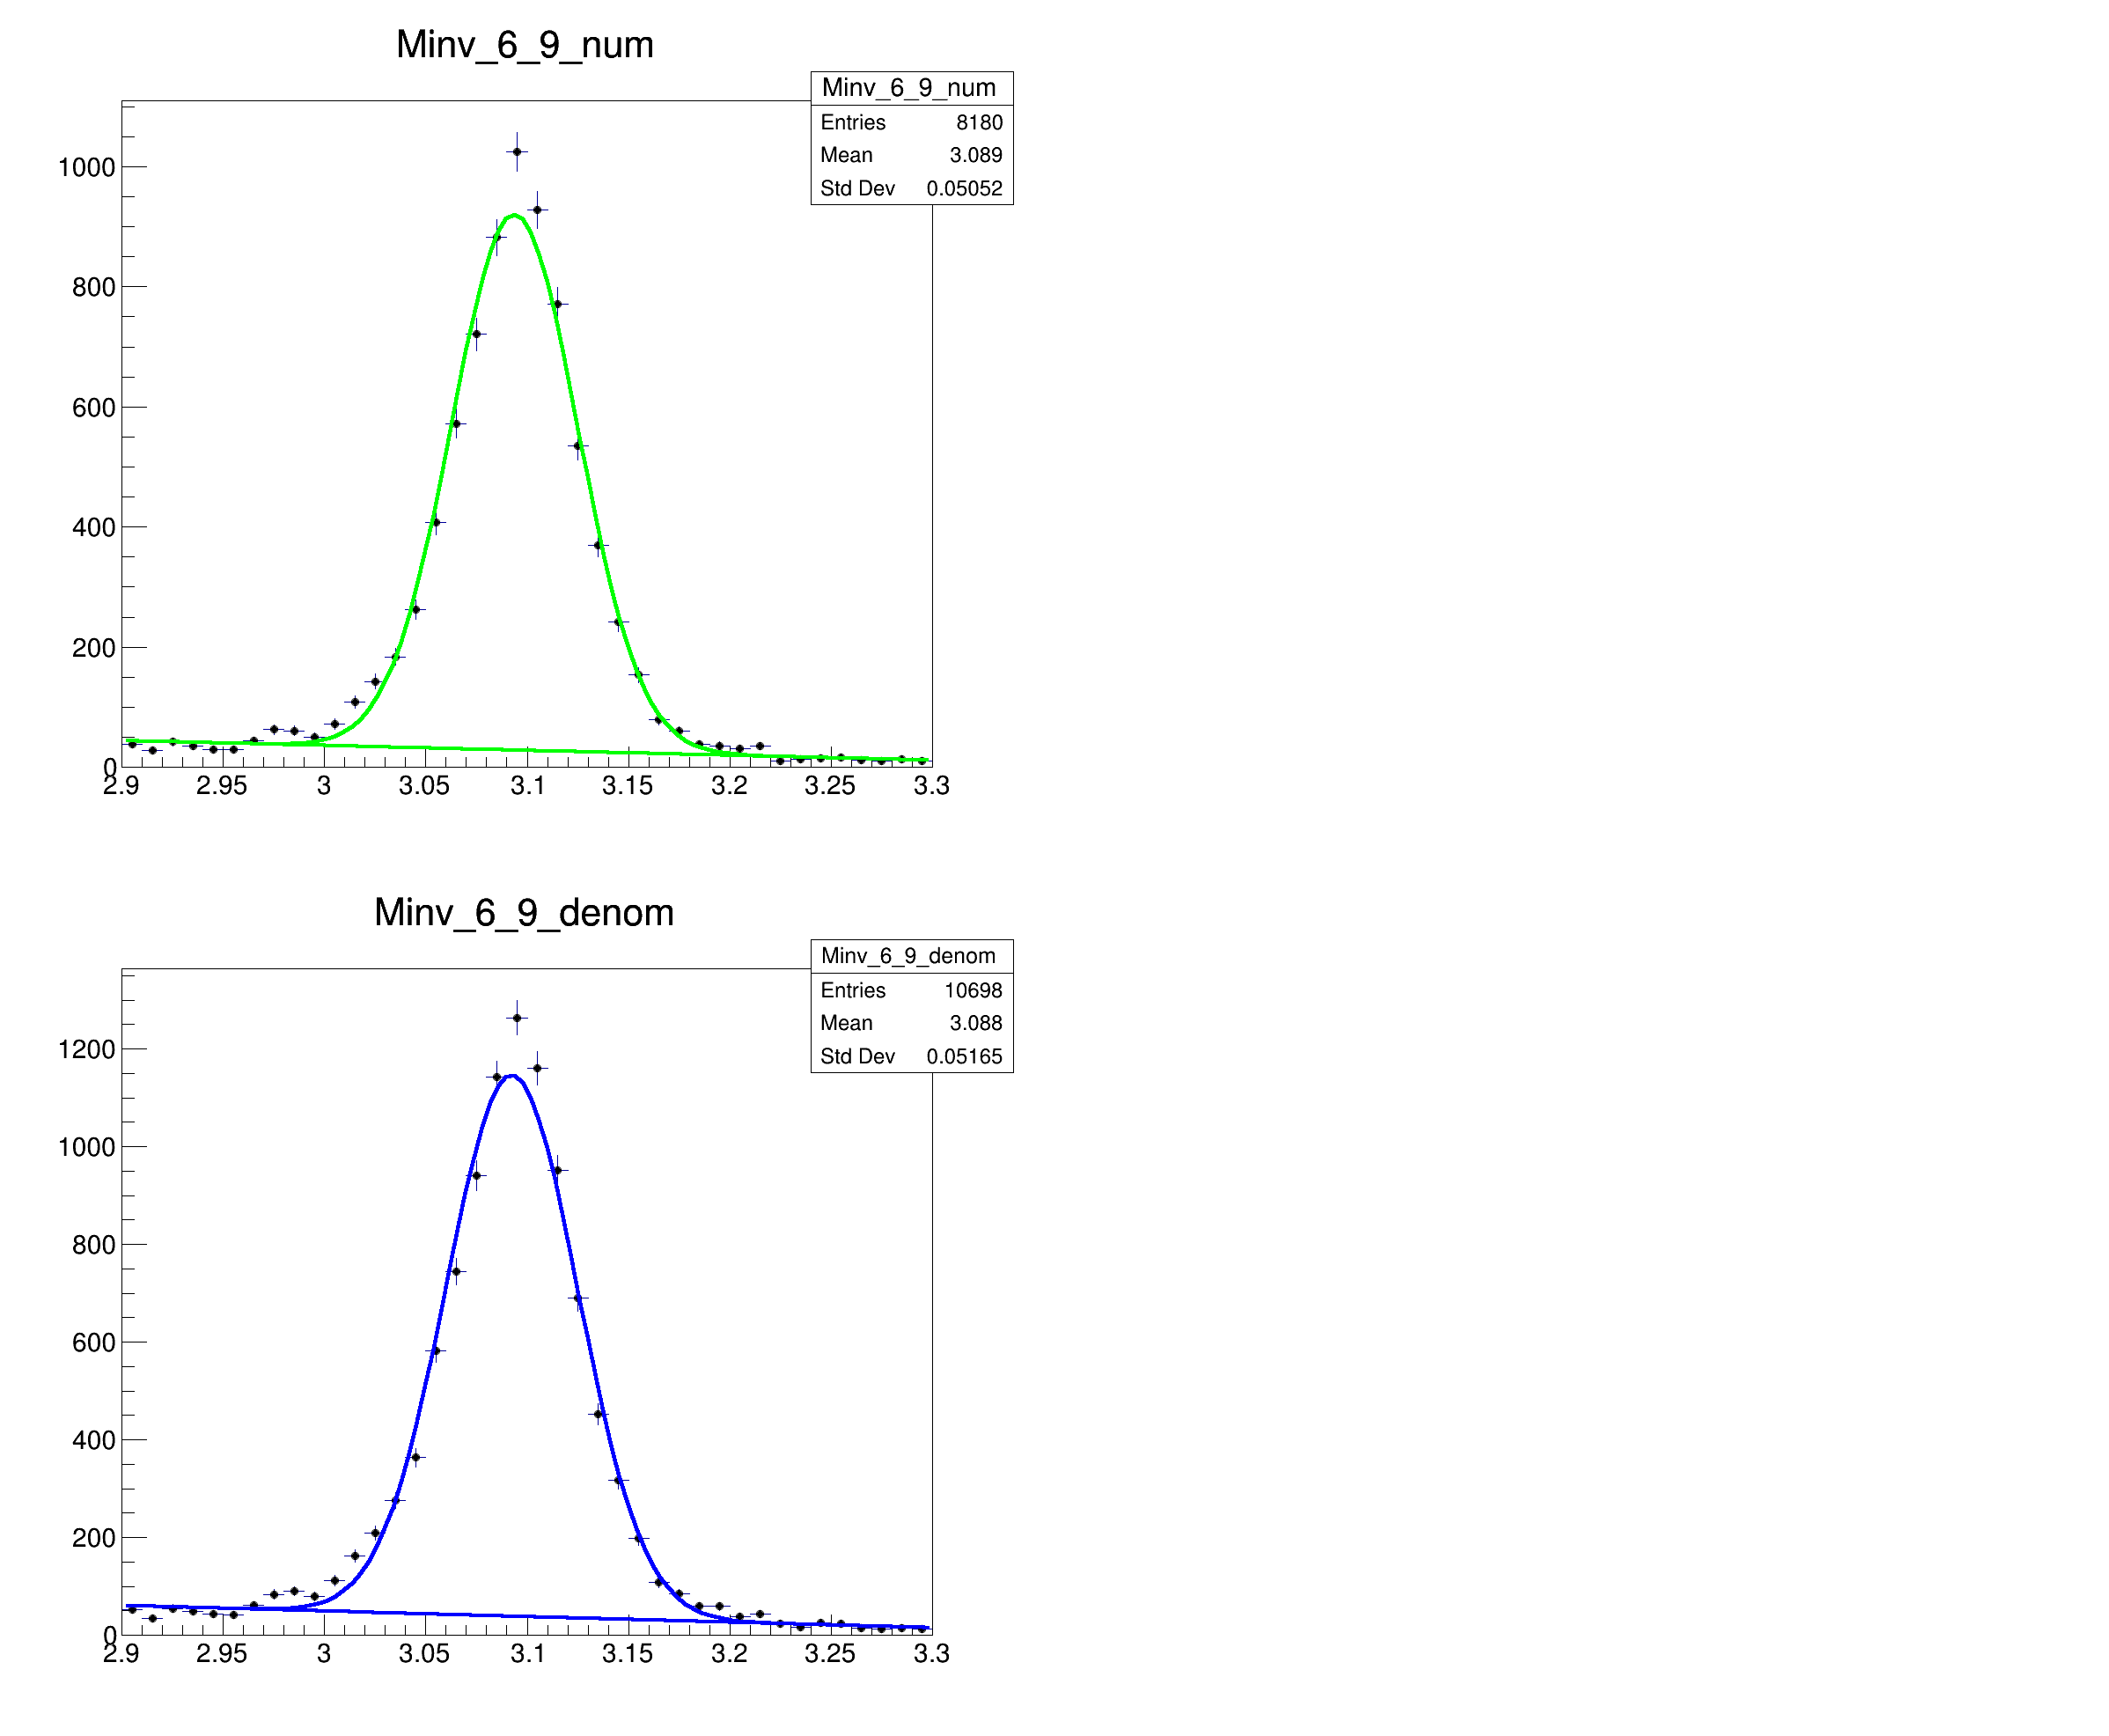 Minv_6_9_num
Minv_6_9_num
Entries 8180
Mean 3.089
Std Dev 0.05052
1000
800
600
400
200
0
2.9 2.95 3 3.05 3.1 3.15 3.2 3.25 3.3
Minv_6_9_denom
Minv_6_9_denom
Entries 10698
Mean 3.088
Std Dev 0.05165
1200
1000
800
600
400
200
0
2.9 2.95 3 3.05 3.1 3.15 3.2 3.25 3.3